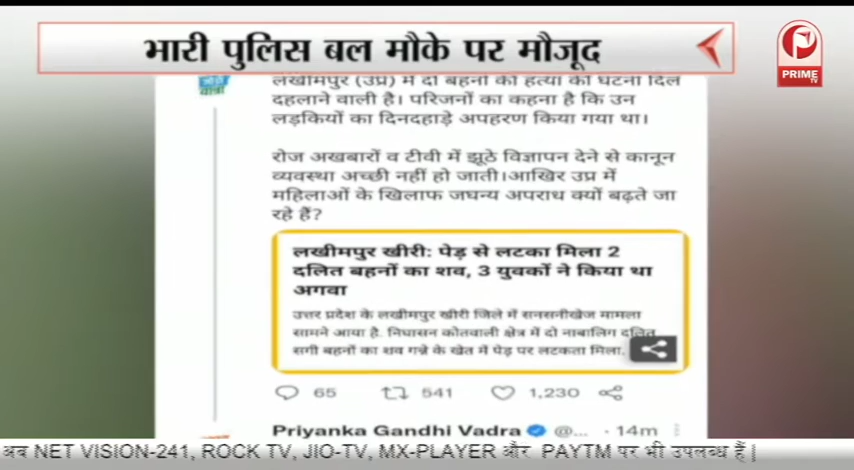 भारी पुलिस बल मौके पर मौजूद
PRIME
TV
जोड़ो
यात्रा
लखीमपुर (उप्र) में दो बहनों की हत्या की घटना दिल
दहलाने वाली है। परिजनों का कहना है कि उन
लड़कियों का दिनदहाड़े अपहरण किया गया था।
रोज अखबारों व टीवी में झूठे विज्ञापन देने से कानून
व्यवस्था अच्छी नहीं हो जाती।आखिर उप्र में
महिलाओं के खिलाफ जघन्य अपराध क्यों बढ़ते जा
रहे हैं?
लखीमपुर खीरी: पेड़ से लटका मिला 2
दलित बहनों का शव, 3 युवकों ने किया था
अगवा
उत्तर प्रदेश के लखीमपुर खीरी जिले में सनसनीखेज मामला
सामने आया है. निघासन कोतवाली क्षेत्र में दो नाबालिग दलित
सगी बहनों का शव गन्ने के खेत में पेड़ पर लटकता मिला.
65 541 1,230
Priyanka Gandhi Vadra @... · 14m
अब NET VISION-241, ROCK TV, JIO-TV, MX-PLAYER और PAYTM पर भी उपलब्ध हैं|